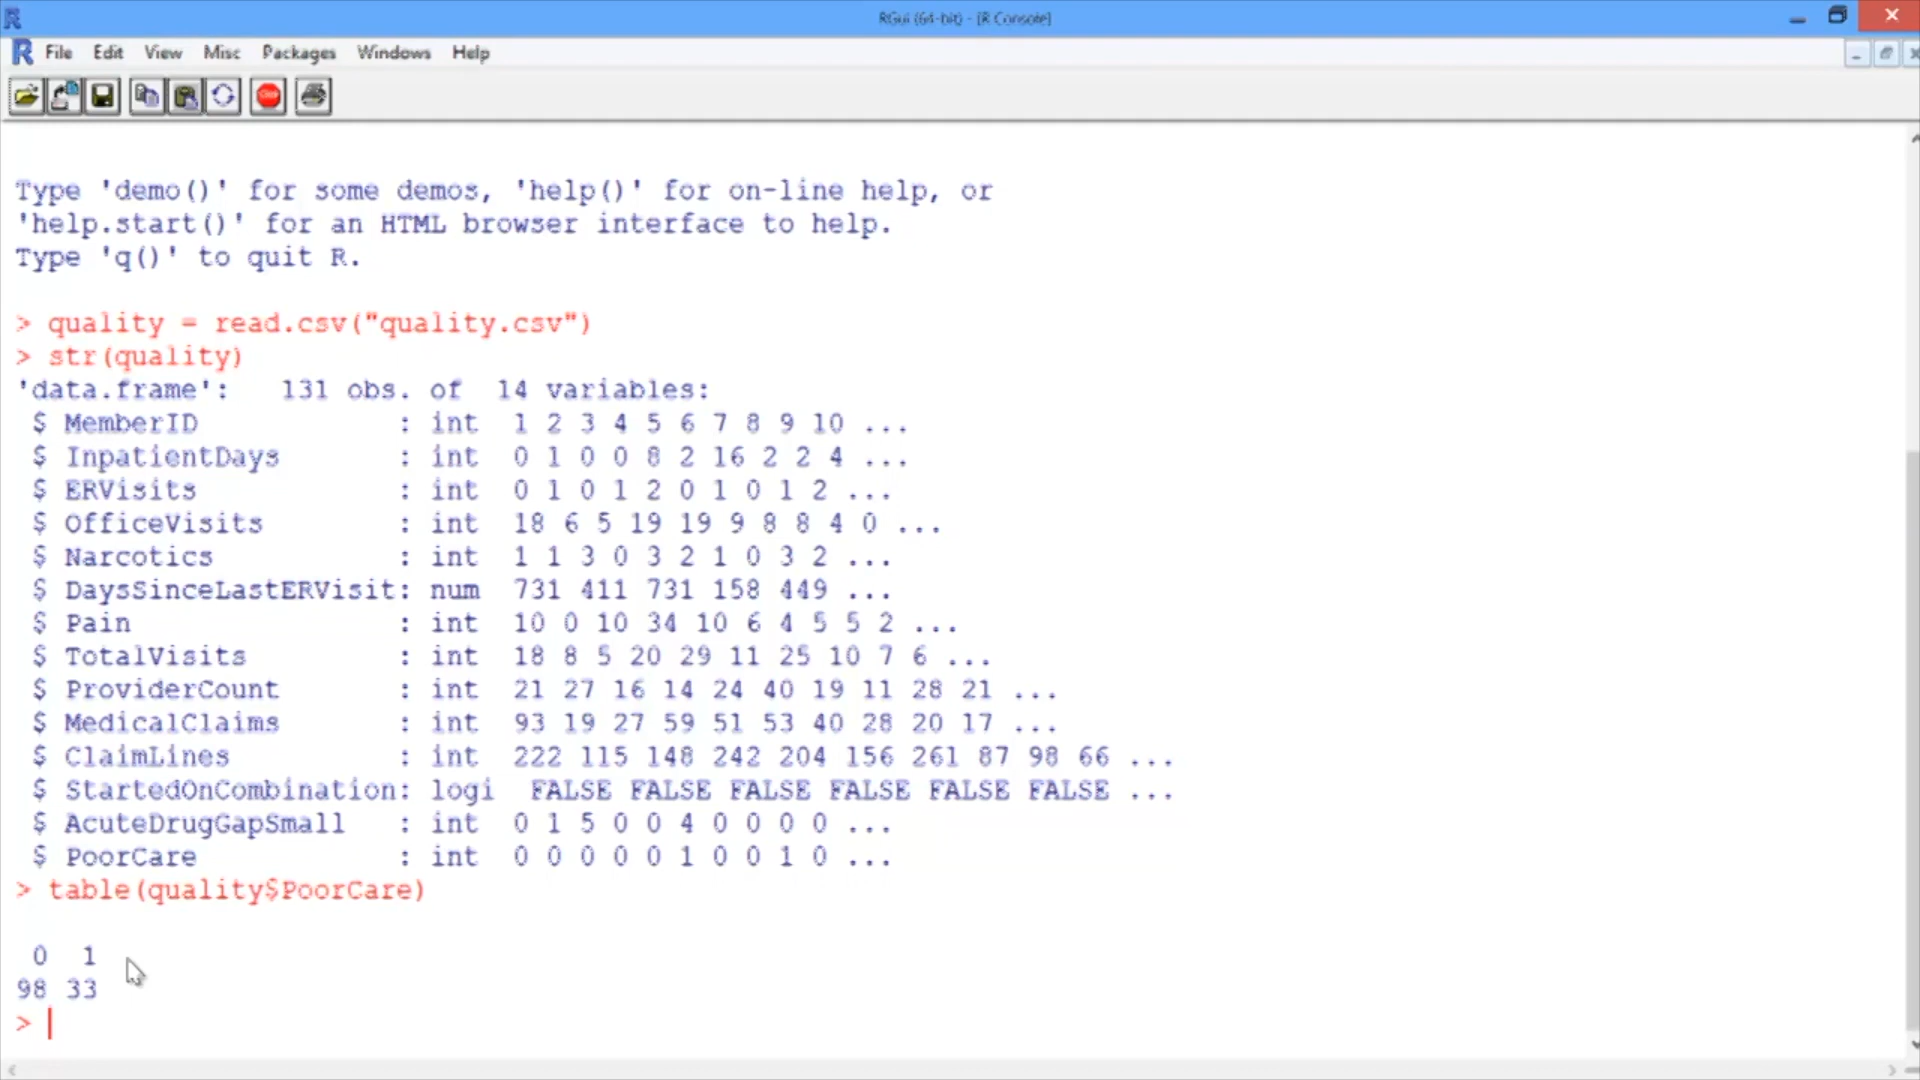 RGui (64-bit) - [R Console]
File Edit View Misc Packages Windows Help
STOP
Type 'demo()' for some demos, 'help()' for on-line help, or
'help.start()' for an HTML browser interface to help.
Type 'q()' to quit R.
> quality = read.csv("quality.csv")
> str(quality)
'data.frame':   131 obs. of  14 variables:
 $ MemberID            : int  1 2 3 4 5 6 7 8 9 10 ...
 $ InpatientDays       : int  0 1 0 0 8 2 16 2 2 4 ...
 $ ERVisits            : int  0 1 0 1 2 0 1 0 1 2 ...
 $ OfficeVisits        : int  18 6 5 19 19 9 8 8 4 0 ...
 $ Narcotics           : int  1 1 3 0 3 2 1 0 3 2 ...
 $ DaysSinceLastERVisit: num  731 411 731 158 449 ...
 $ Pain                : int  10 0 10 34 10 6 4 5 5 2 ...
 $ TotalVisits         : int  18 8 5 20 29 11 25 10 7 6 ...
 $ ProviderCount       : int  21 27 16 14 24 40 19 11 28 21 ...
 $ MedicalClaims       : int  93 19 27 59 51 53 40 28 20 17 ...
 $ ClaimLines          : int  222 115 148 242 204 156 261 87 98 66 ...
 $ StartedOnCombination: logi  FALSE FALSE FALSE FALSE FALSE FALSE ...
 $ AcuteDrugGapSmall   : int  0 1 5 0 0 4 0 0 0 0 ...
 $ PoorCare            : int  0 0 0 0 0 1 0 0 1 0 ...
> table(quality$PoorCare)
 0  1
98 33
>